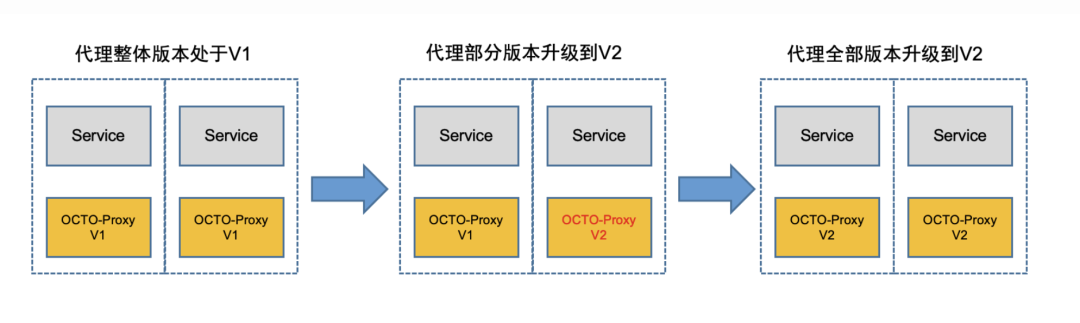 代理整体版本处于V1
代理部分版本升级到V2
代理全部版本升级到V2
Service
Service
Service
Service
Service
Service
OCTO-Proxy
V1
OCTO-Proxy
V1
OCTO-Proxy
V1
OCTO-Proxy
V2
OCTO-Proxy
V2
OCTO-Proxy
V2